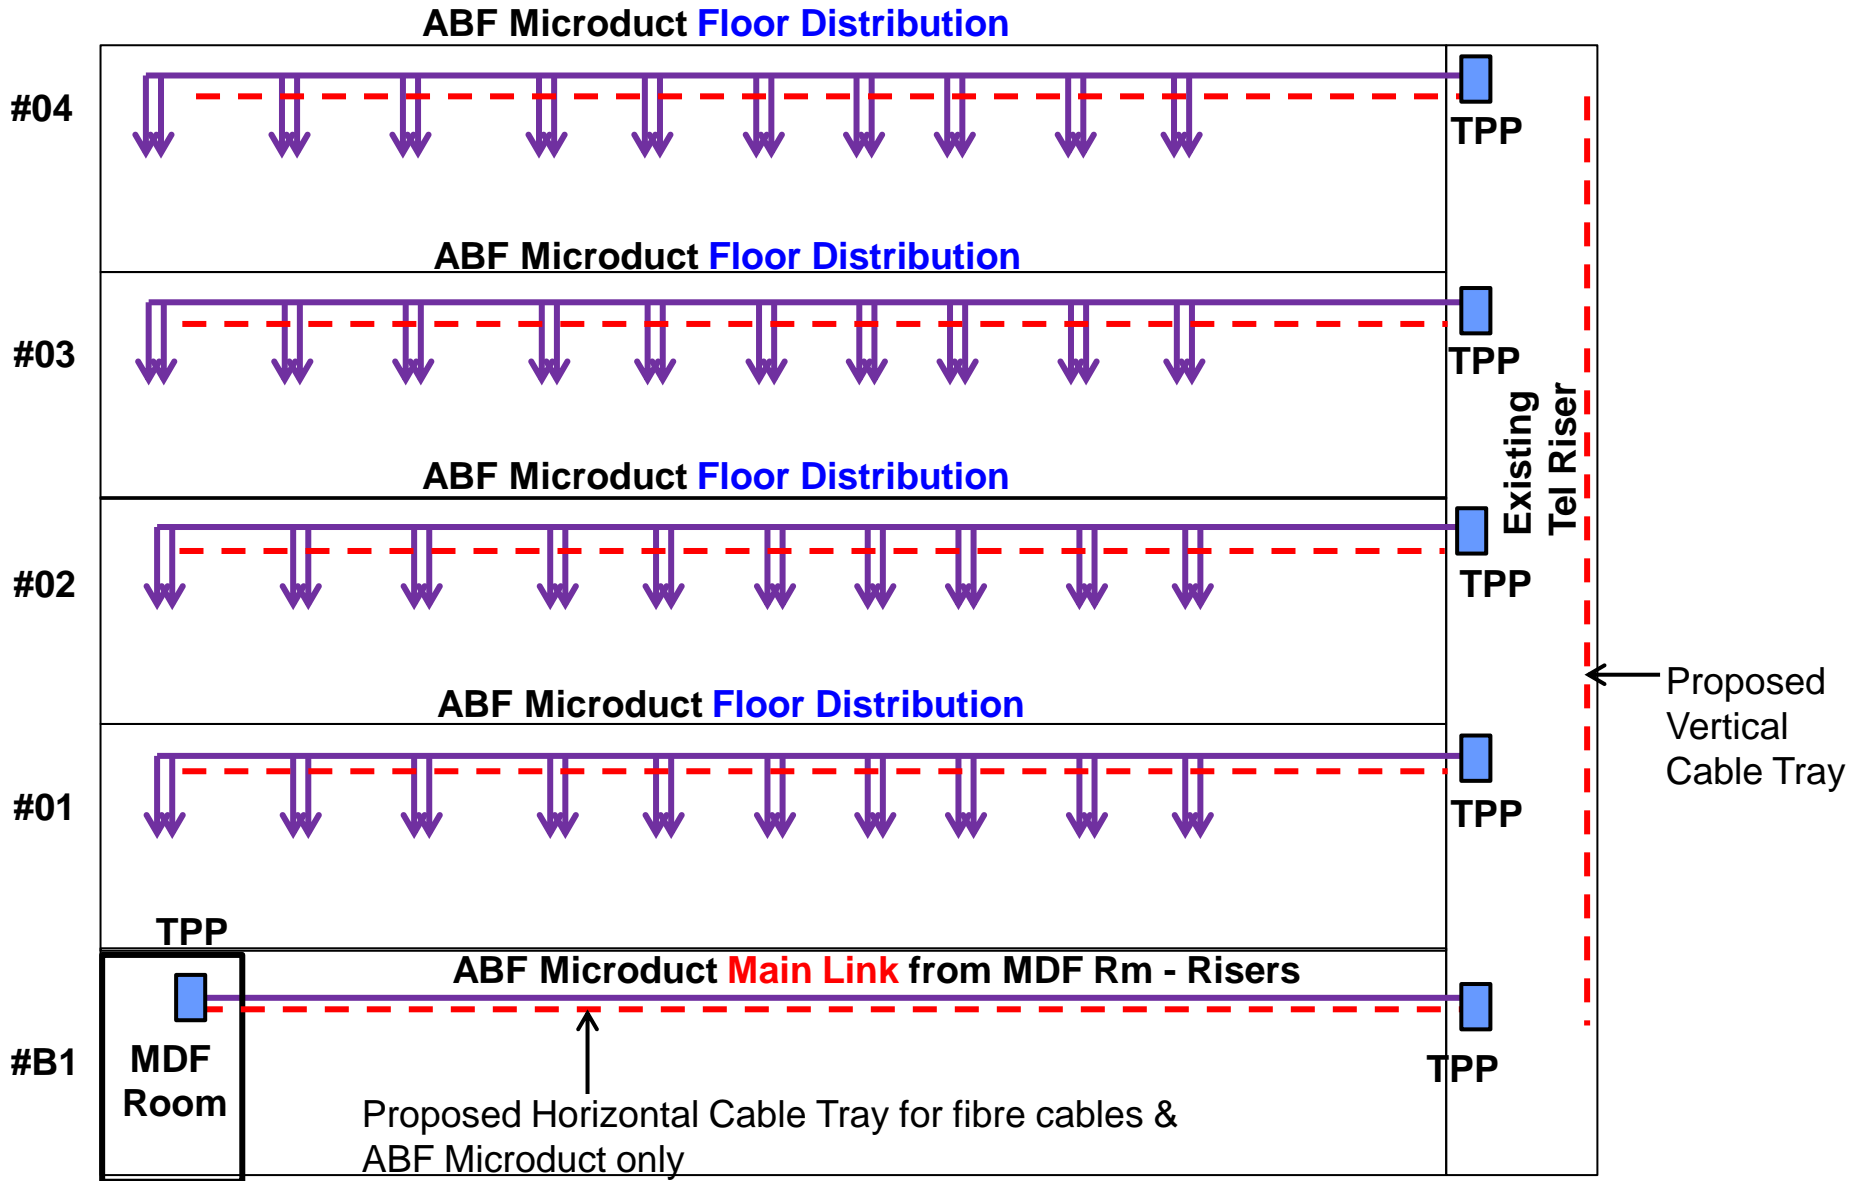 ABF Microduct Floor Distribution
#04
TPP
ABF Microduct Floor Distribution
#03
TPP
Existing
Tel Riser
ABF Microduct Floor Distribution
#02
TPP
Proposed
Vertical
Cable Tray
ABF Microduct Floor Distribution
#01
TPP
TPP
ABF Microduct Main Link from MDF Rm - Risers
#B1
MDF
Room
TPP
Proposed Horizontal Cable Tray for fibre cables &
ABF Microduct only